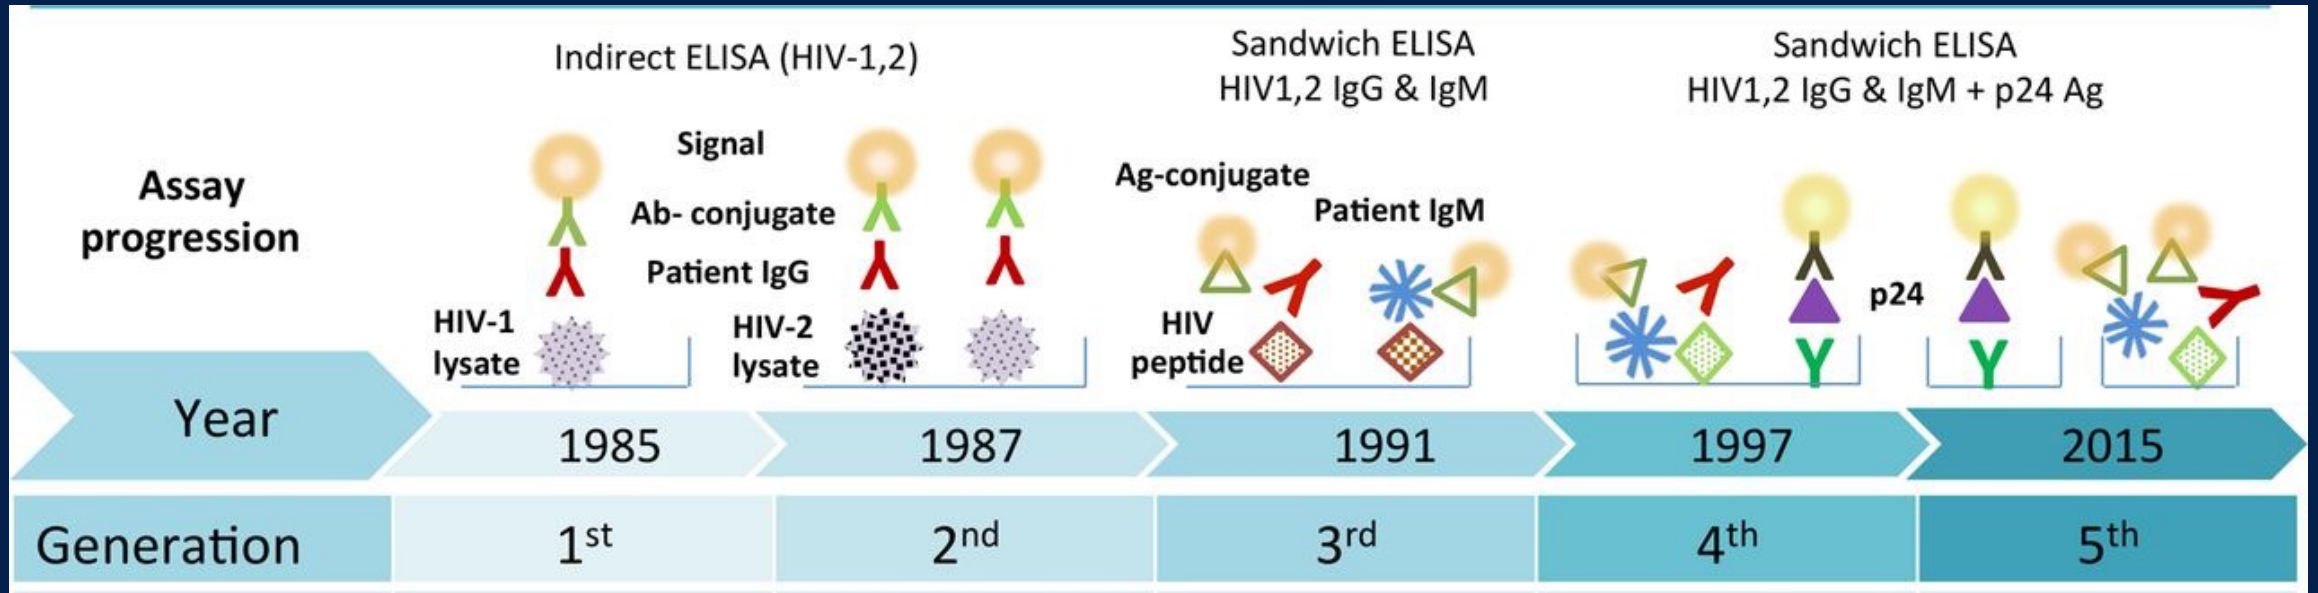 Indirect ELISA (HIV-1,2)
Sandwich ELISA
HIV1,2 IgG & IgM
Sandwich ELISA
HIV1,2 IgG & IgM + p24 Ag
Assay
progression
Signal
Ab- conjugate
Patient IgG
HIV-1
lysate
HIV-2
lysate
Ag-conjugate
Patient IgM
HIV
peptide
p24
Year
1985
1987
1991
1997
2015
Generation
1st
2nd
3rd
4th
5th